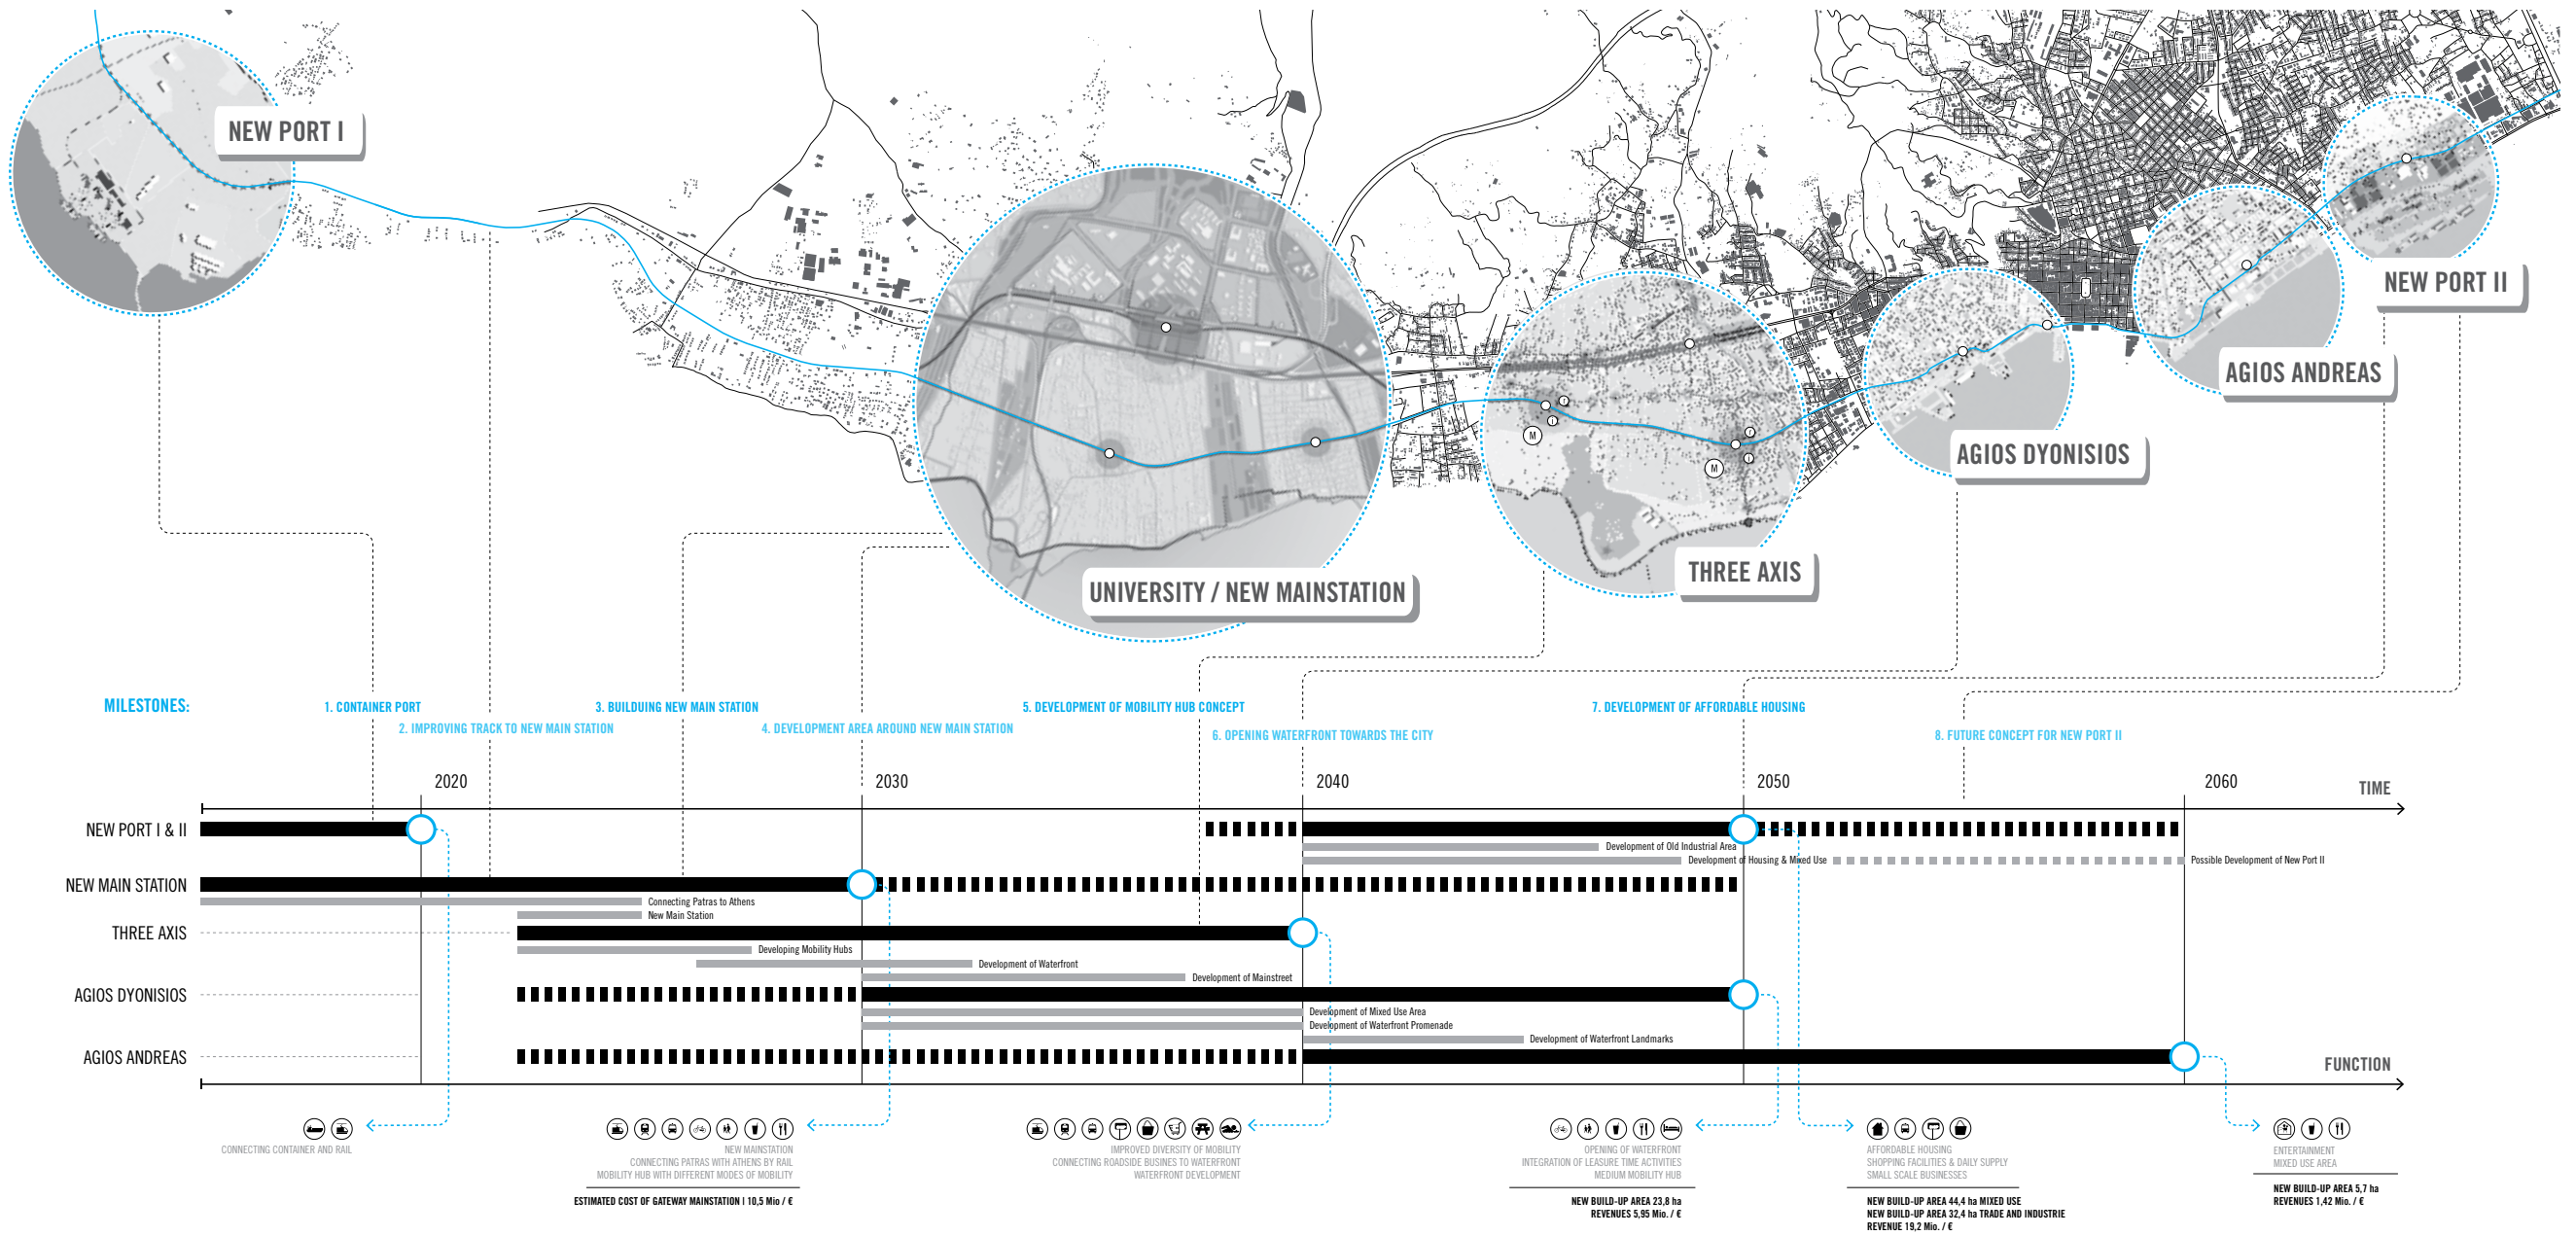 NEW PORT I
NEW PORT II
AGIOS ANDREAS
AGIOS DYONISIOS
THREE AXIS
UNIVERSITY / NEW MAINSTATION
M
M
MILESTONES:
1. CONTAINER PORT
2. IMPROVING TRACK TO NEW MAIN STATION
3. BUILDUING NEW MAIN STATION
4. DEVELOPMENT AREA AROUND NEW MAIN STATION
5. DEVELOPMENT OF MOBILITY HUB CONCEPT
6. OPENING WATERFRONT TOWARDS THE CITY
7. DEVELOPMENT OF AFFORDABLE HOUSING
8. FUTURE CONCEPT FOR NEW PORT II
2020
2030
2040
2050
2060
TIME
NEW PORT I & II
Development of Old Industrial Area
Development of Housing & Mixed Use
Possible Development of New Port II
NEW MAIN STATION
Connecting Patras to Athens
New Main Station
THREE AXIS
Developing Mobility Hubs
Development of Waterfront
Development of Mainstreet
AGIOS DYONISIOS
Development of Mixed Use Area
Development of Waterfront Promenade
Development of Waterfront Landmarks
AGIOS ANDREAS
FUNCTION
CONNECTING CONTAINER AND RAIL
NEW MAINSTATION
CONNECTING PATRAS WITH ATHENS BY RAIL
MOBILITY HUB WITH DIFFERENT MODES OF MOBILITY
ESTIMATED COST OF GATEWAY MAINSTATION | 10,5 Mio / €
IMPROVED DIVERSITY OF MOBILITY
CONNECTING ROADSIDE BUSINES TO WATERFRONT
WATERFRONT DEVELOPMENT
OPENING OF WATERFRONT
INTEGRATION OF LEASURE TIME ACTIVITIES
MEDIUM MOBILITY HUB
NEW BUILD-UP AREA 23,8 ha
REVENUES 5,95 Mio. / €
AFFORDABLE HOUSING
SHOPPING FACILITIES & DAILY SUPPLY
SMALL SCALE BUSINESSES
NEW BUILD-UP AREA 44,4 ha MIXED USE
NEW BUILD-UP AREA 32,4 ha TRADE AND INDUSTRIE
REVENUE 19,2 Mio. / €
ENTERTAINMENT
MIXED USE AREA
NEW BUILD-UP AREA 5,7 ha
REVENUES 1,42 Mio. / €